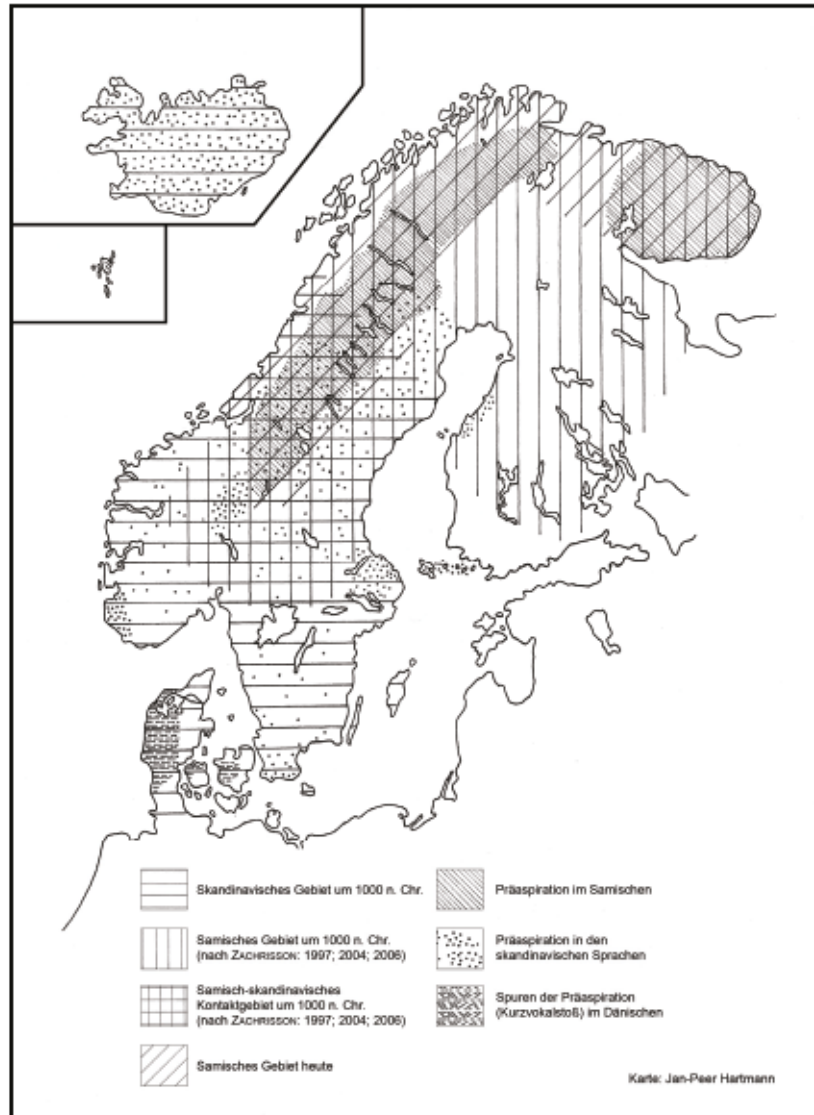 Skandinavisches Gebiet um 1000 n. Chr.
Samisches Gebiet um 1000 n. Chr.
(nach ZACHRISSON: 1997; 2004; 2006)
Samisch-skandinavisches
Kontaktgebiet um 1000 n. Chr.
(nach ZACHRISSON: 1997; 2004; 2006)
Samisches Gebiet heute
Präaspiration im Samischen
Präaspiration in den
skandinavischen Sprachen
Spuren der Präaspiration
(Kurzvokalstoß) im Dänischen
Karte: Jan-Peer Hartmann